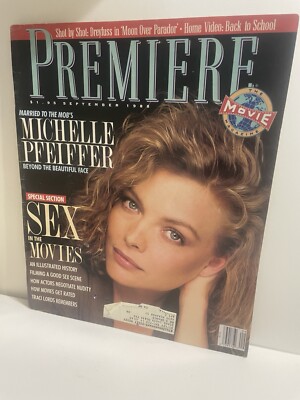 Shot by Shot: Dreyfuss in 'Moon Over Parador' • Home Video: Back to School
PREMIERE
$1.95 SEPTEMBER 1988
THE
MOVIE
MAGAZINE
MARRIED TO THE MOB'S
MICHELLE
PFEIFFER
BEYOND THE BEAUTIFUL FACE
SPECIAL SECTION
SEX
IN THE
MOVIES
AN ILLUSTRATED HISTORY
FILMING A GOOD SEX SCENE
HOW ACTORS NEGOTIATE NUDITY
HOW MOVIES GET RATED
TRACI LORDS REMEMBERS